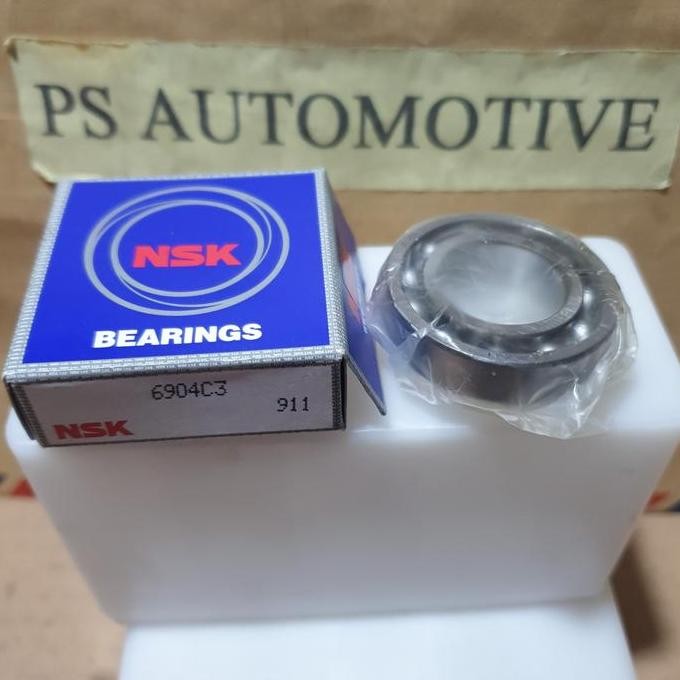 PS AUTOMOTIVE
NSK
BEARINGS
6904C3
911
NSK